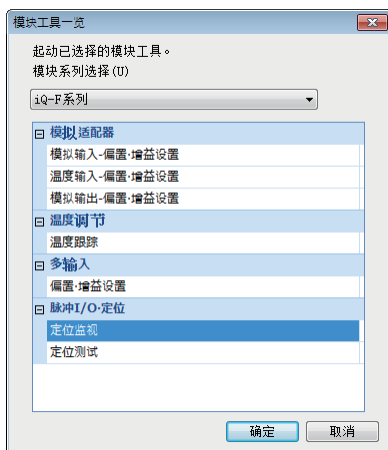 模块工具一览
起动已选择的模块工具。
模块系列选择(U)
iQ-F系列
模拟适配器
模拟输入-偏置·增益设置
温度输入-偏置·增益设置
模拟输出-偏置·增益设置
温度调节
温度跟踪
多输入
偏置·增益设置
脉冲I/O·定位
定位监视
定位测试
确定
取消